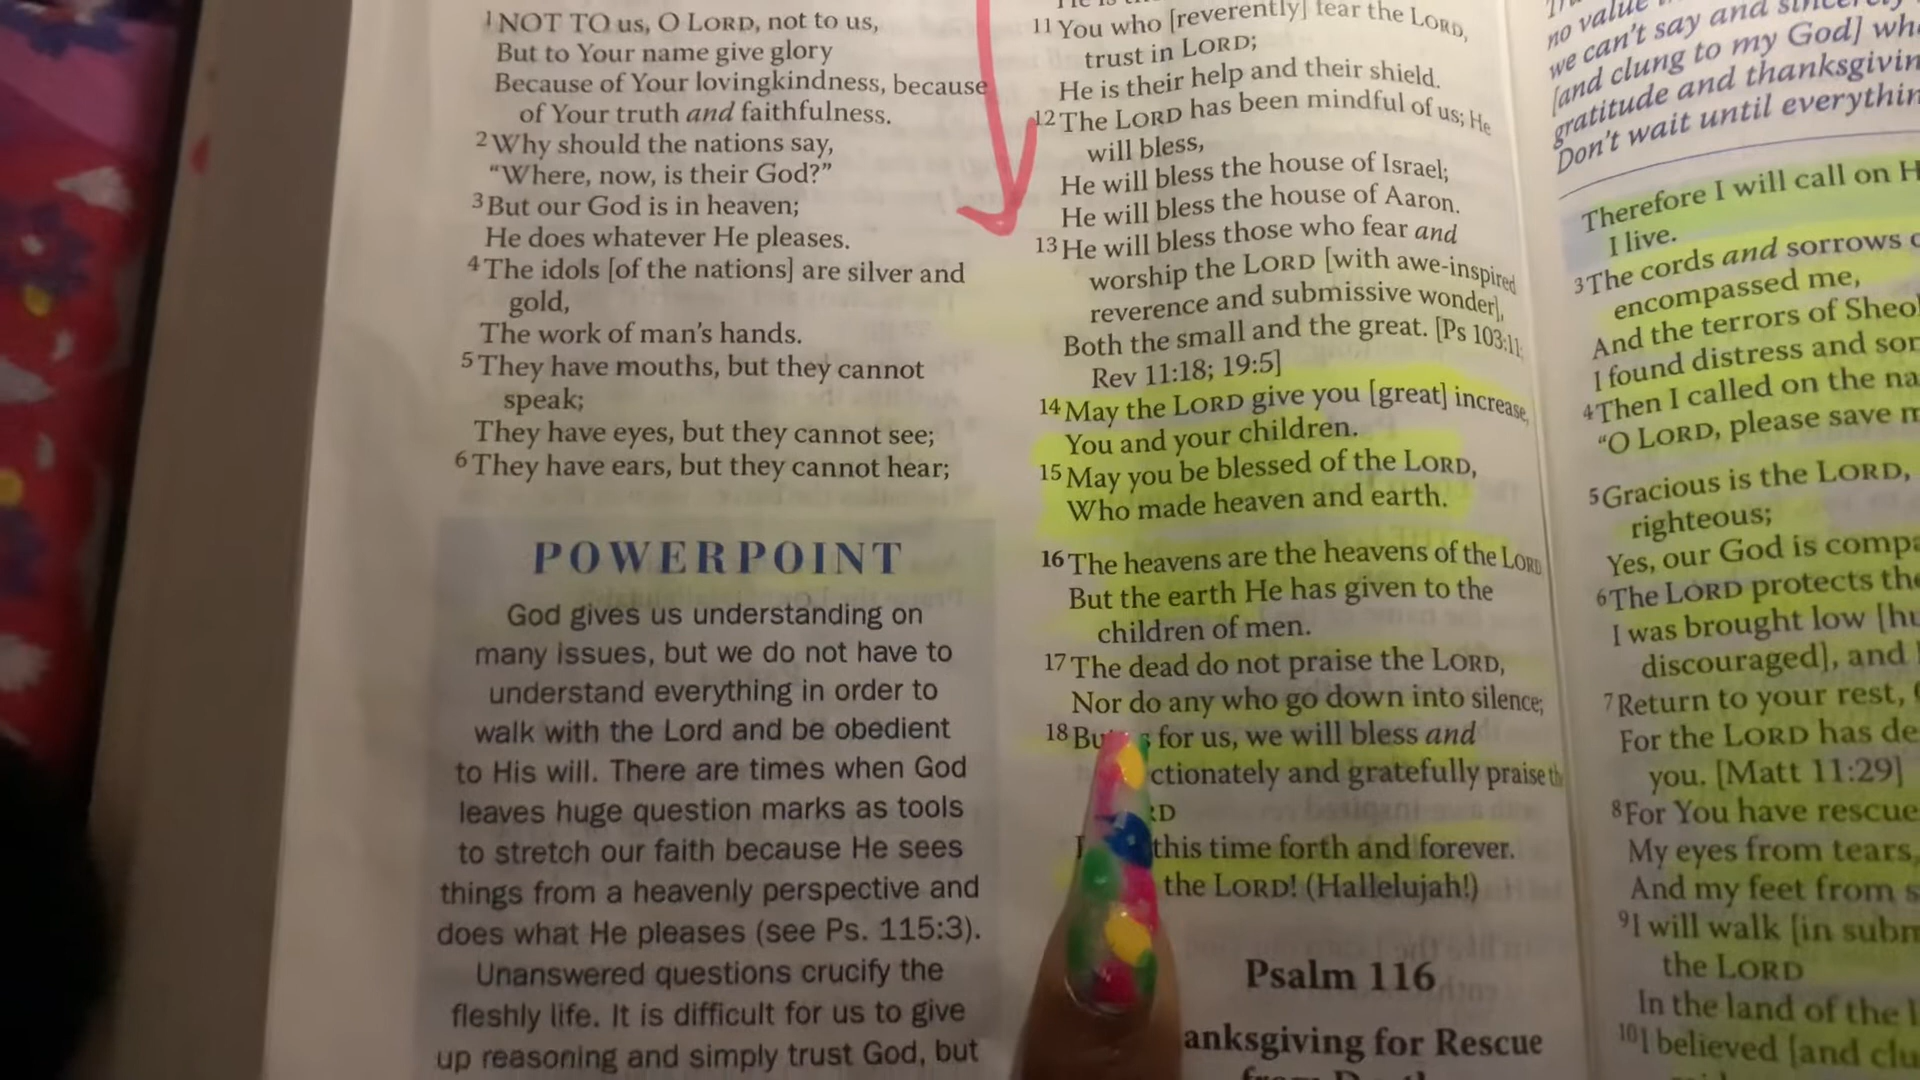 1 NOT TO us, O LORD, not to us,
But to Your name give glory
Because of Your lovingkindness, because
of Your truth and faithfulness.
2 Why should the nations say,
“Where, now, is their God?”
3 But our God is in heaven;
He does whatever He pleases.
4 The idols [of the nations] are silver and
gold,
The work of man’s hands.
5 They have mouths, but they cannot
speak;
They have eyes, but they cannot see;
6 They have ears, but they cannot hear;
POWERPOINT
God gives us understanding on
many issues, but we do not have to
understand everything in order to
walk with the Lord and be obedient
to His will. There are times when God
leaves huge question marks as tools
to stretch our faith because He sees
things from a heavenly perspective and
does what He pleases (see Ps. 115:3).
Unanswered questions crucify the
fleshly life. It is difficult for us to give
up reasoning and simply trust God, but
11 You who [reverently] fear the LORD,
trust in LORD;
He is their help and their shield.
12 The LORD has been mindful of us; He
will bless,
He will bless the house of Israel;
He will bless the house of Aaron.
13 He will bless those who fear and
worship the LORD [with awe-inspired
reverence and submissive wonder],
Both the small and the great. [Ps 103:11;
Rev 11:18; 19:5]
14 May the LORD give you [great] increase,
You and your children.
15 May you be blessed of the LORD,
Who made heaven and earth.
16 The heavens are the heavens of the LORD
But the earth He has given to the
children of men.
17 The dead do not praise the LORD,
Nor do any who go down into silence;
18 for us, we will bless and
and gratefully praise
this time forth and forever.
the LORD! (Hallelujah!)
Psalm 116
for Rescue
no value
we can’t say and
[and clung to my God]
gratitude and
Don’t wait until
Therefore I will call on
I live.
3 The cords and sorrows
encompassed me,
And the terrors of
I found distress and
4 Then I called on the
“O LORD, please save
5 Gracious is the LORD,
righteous;
Yes, our God is
6 The LORD protects
I was brought low
discouraged], and
7 Return to your rest,
For the LORD has
you. [Matt 11:29]
8 For You have
My eyes from tears,
And my feet from
9 I will walk [in
the LORD
In the land of the
10 I believed [and